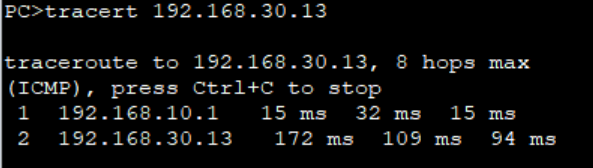 PC>tracert 192.168.30.13
traceroute to 192.168.30.13, 8 hops max
(ICMP), press Ctrl+C to stop
1 192.168.10.1 15 ms 32 ms 15 ms
2 192.168.30.13 172 ms 109 ms 94 ms